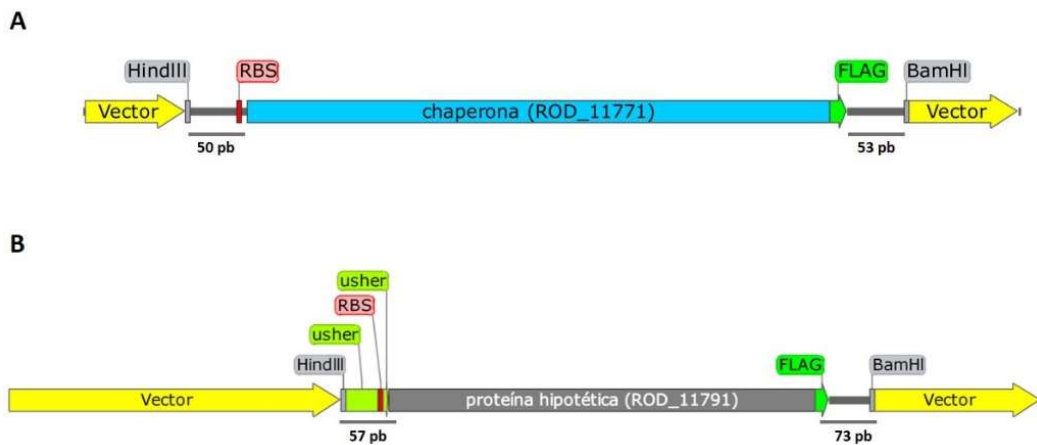 A
HindIII RBS FLAG BamHI
Vector chaperona (ROD_11771) Vector
50 pb 53 pb
B
usher
RBS
usher
HindIII FLAG BamHI
Vector proteína hipotética (ROD_11791) Vector
57 pb 73 pb